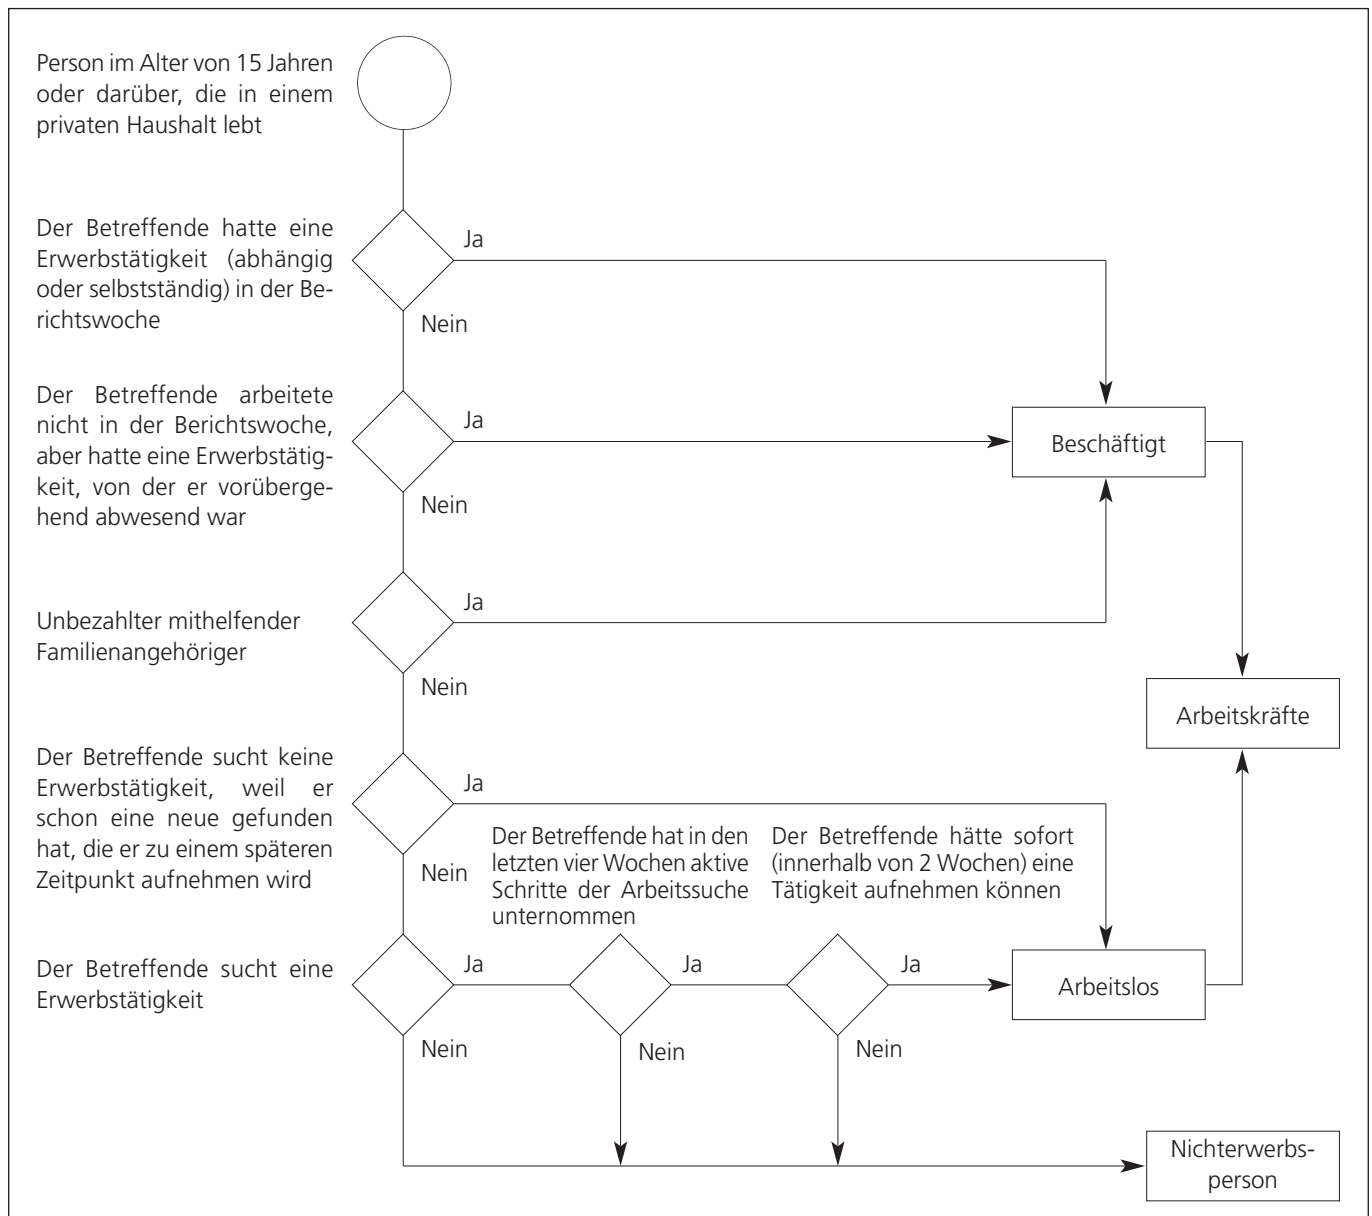 Person im Alter von 15 Jahren
oder darüber, die in einem
privaten Haushalt lebt
Der Betreffende hatte eine
Erwerbstätigkeit (abhängig
oder selbstständig) in der Be-
richtswoche
Ja
Nein
Der Betreffende arbeitete
nicht in der Berichtswoche,
aber hatte eine Erwerbstätig-
keit, von der er vorüberge-
hend abwesend war
Ja
Nein
Beschäftigt
Unbezahlter mithelfender
Familienangehöriger
Ja
Nein
Arbeitskräfte
Der Betreffende sucht keine
Erwerbstätigkeit, weil er
schon eine neue gefunden
hat, die er zu einem späteren
Zeitpunkt aufnehmen wird
Ja
Nein
Der Betreffende hat in den
letzten vier Wochen aktive
Schritte der Arbeitssuche
unternommen
Der Betreffende hätte sofort
(innerhalb von 2 Wochen) eine
Tätigkeit aufnehmen können
Der Betreffende sucht eine
Erwerbstätigkeit
Ja
Ja
Ja
Arbeitslos
Nein
Nein
Nein
Nichterwerbs-
person